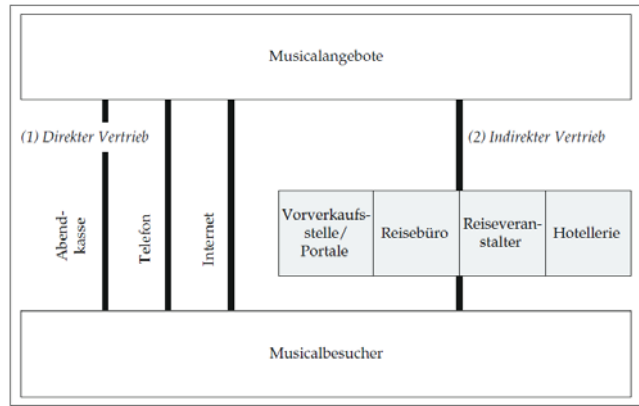 Musicalangebote
(1) Direkter Vertrieb
(2) Indirekter Vertrieb
Abend-
kasse
Telefon
Internet
Vorverkaufs-
stelle/
Portale
Reisebüro
Reiseveran-
stalter
Hotellerie
Musicalbesucher